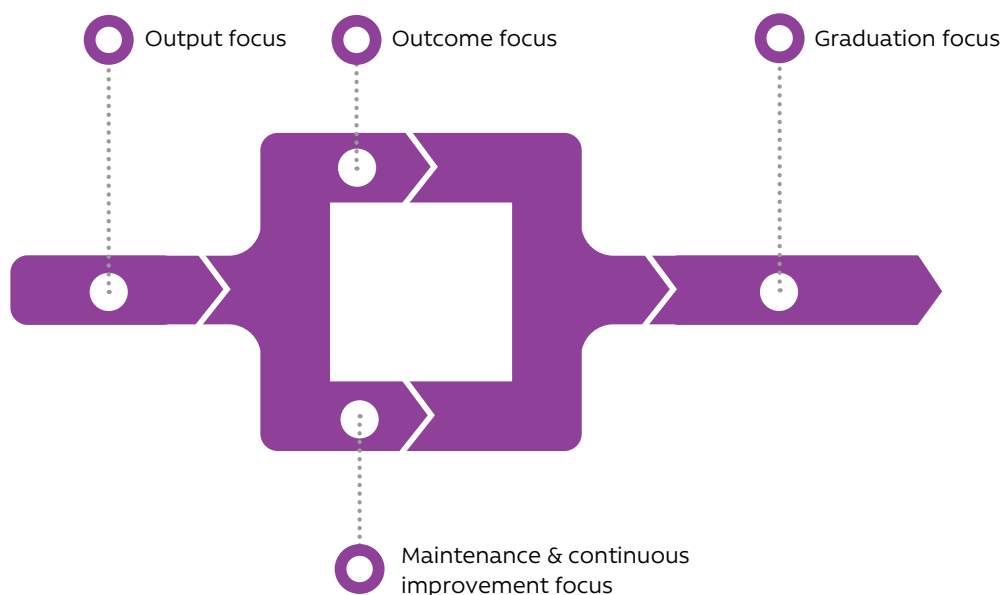 Output focus
Outcome focus
Graduation focus
Maintenance & continuous
improvement focus